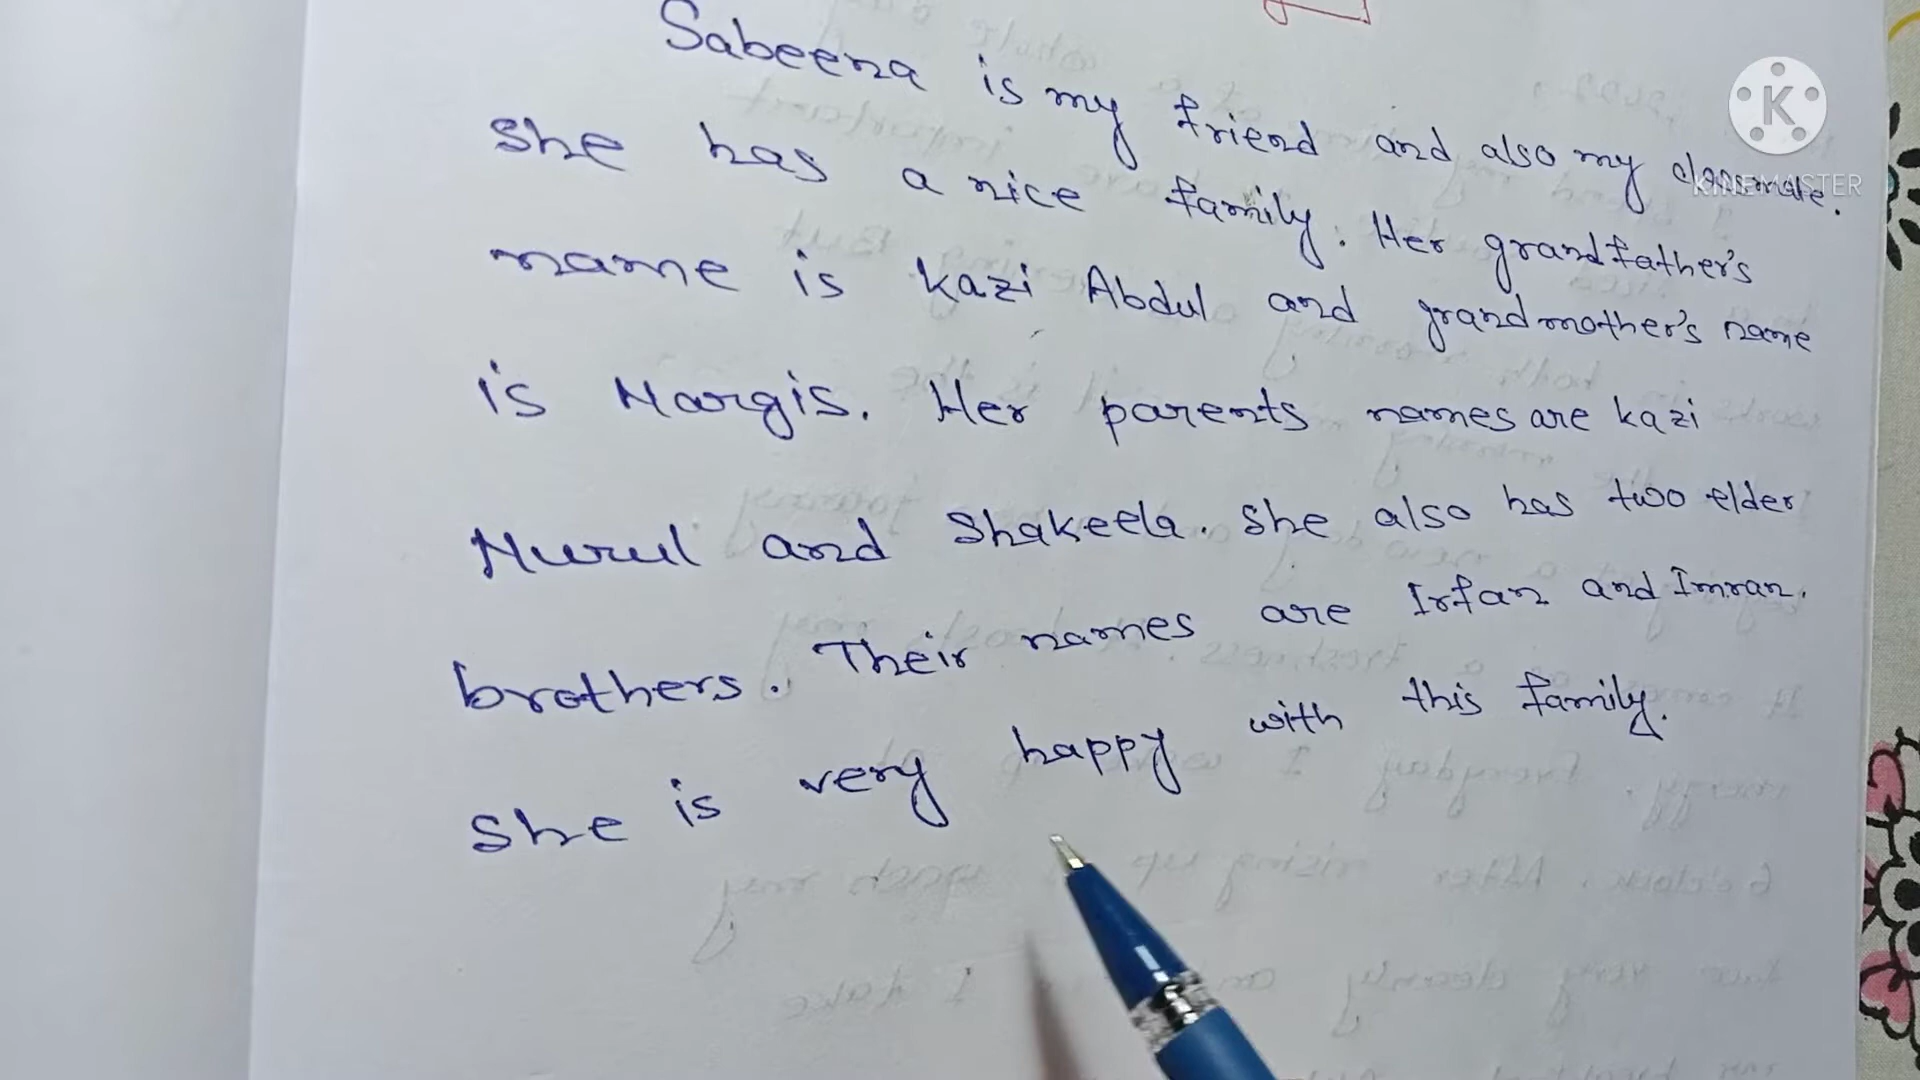 Sabeena is my friend and also my classmate.
She has a nice family. Her grandfather's
name is Kazi Abdul and grandmother's name
is Nargis. Her parents names are Kazi
Nurul and Shakeela. She also has two elder
brothers. Their names are Irfan and Imran.
She is very happy with this family.
K
KINEMASTER